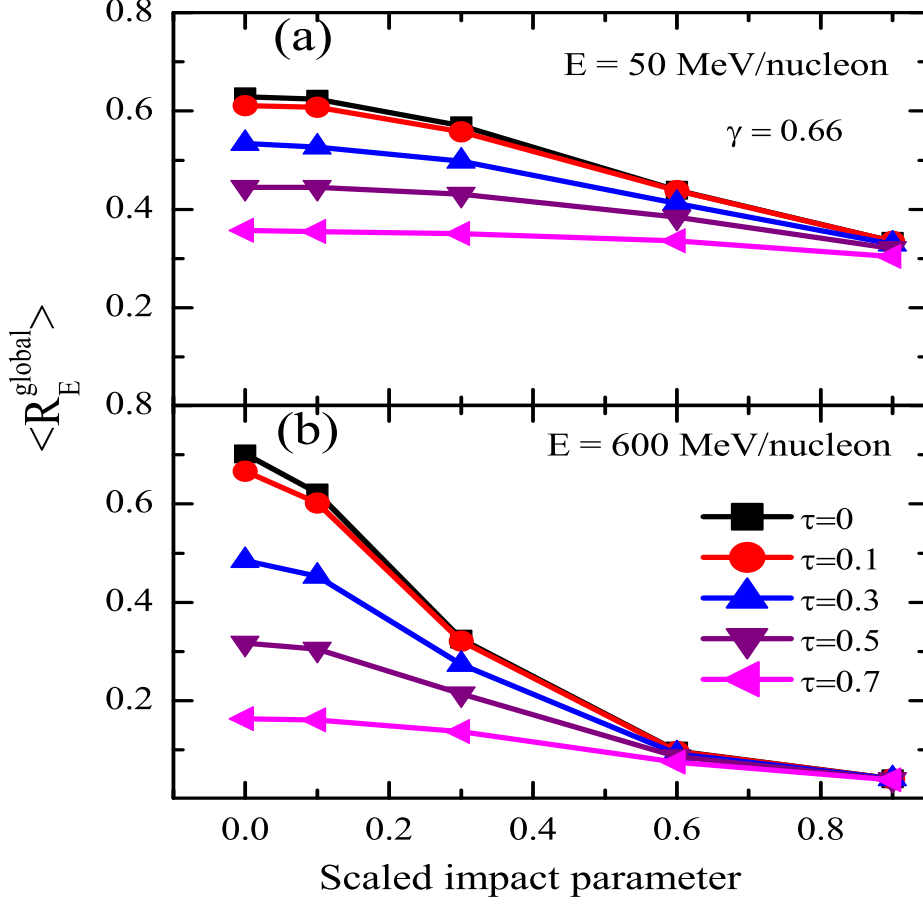 (a)
E = 50 MeV/nucleon
γ = 0.66
0.8
0.6
0.4
0.2
<R_E^global>
(b)
E = 600 MeV/nucleon
0.8
0.6
0.4
0.2
τ=0
τ=0.1
τ=0.3
τ=0.5
τ=0.7
0.0 0.2 0.4 0.6 0.8
Scaled impact parameter